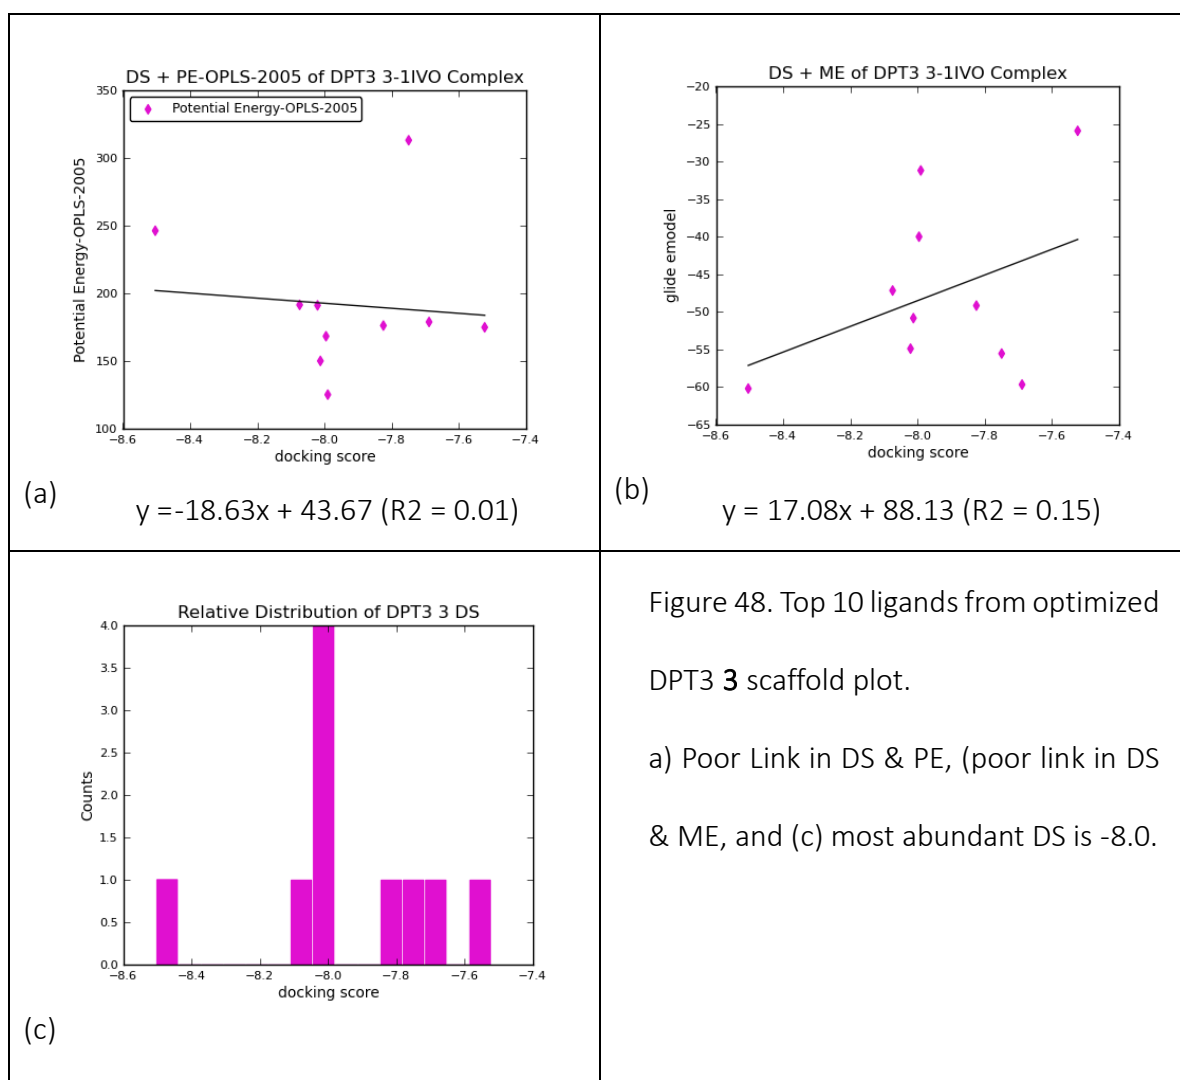 DS + PE-OPLS-2005 of DPT3 3-1IVO Complex
350
300
250
200
150
100
Potential Energy-OPLS-2005
Potential Energy-OPLS-2005
−8.6 −8.4 −8.2 −8.0 −7.8 −7.6 −7.4
docking score
(a)
y =-18.63x + 43.67 (R2 = 0.01)
DS + ME of DPT3 3-1IVO Complex
−20
−25
−30
−35
−40
−45
−50
−55
−60
−65
glide emodel
−8.6 −8.4 −8.2 −8.0 −7.8 −7.6 −7.4
docking score
(b)
y = 17.08x + 88.13 (R2 = 0.15)
Relative Distribution of DPT3 3 DS
4.0
3.5
3.0
2.5
2.0
1.5
1.0
0.5
0.0
Counts
−8.6 −8.4 −8.2 −8.0 −7.8 −7.6 −7.4
docking score
(c)
Figure 48. Top 10 ligands from optimized
DPT3 3 scaffold plot.
a) Poor Link in DS & PE, (poor link in DS
& ME, and (c) most abundant DS is -8.0.